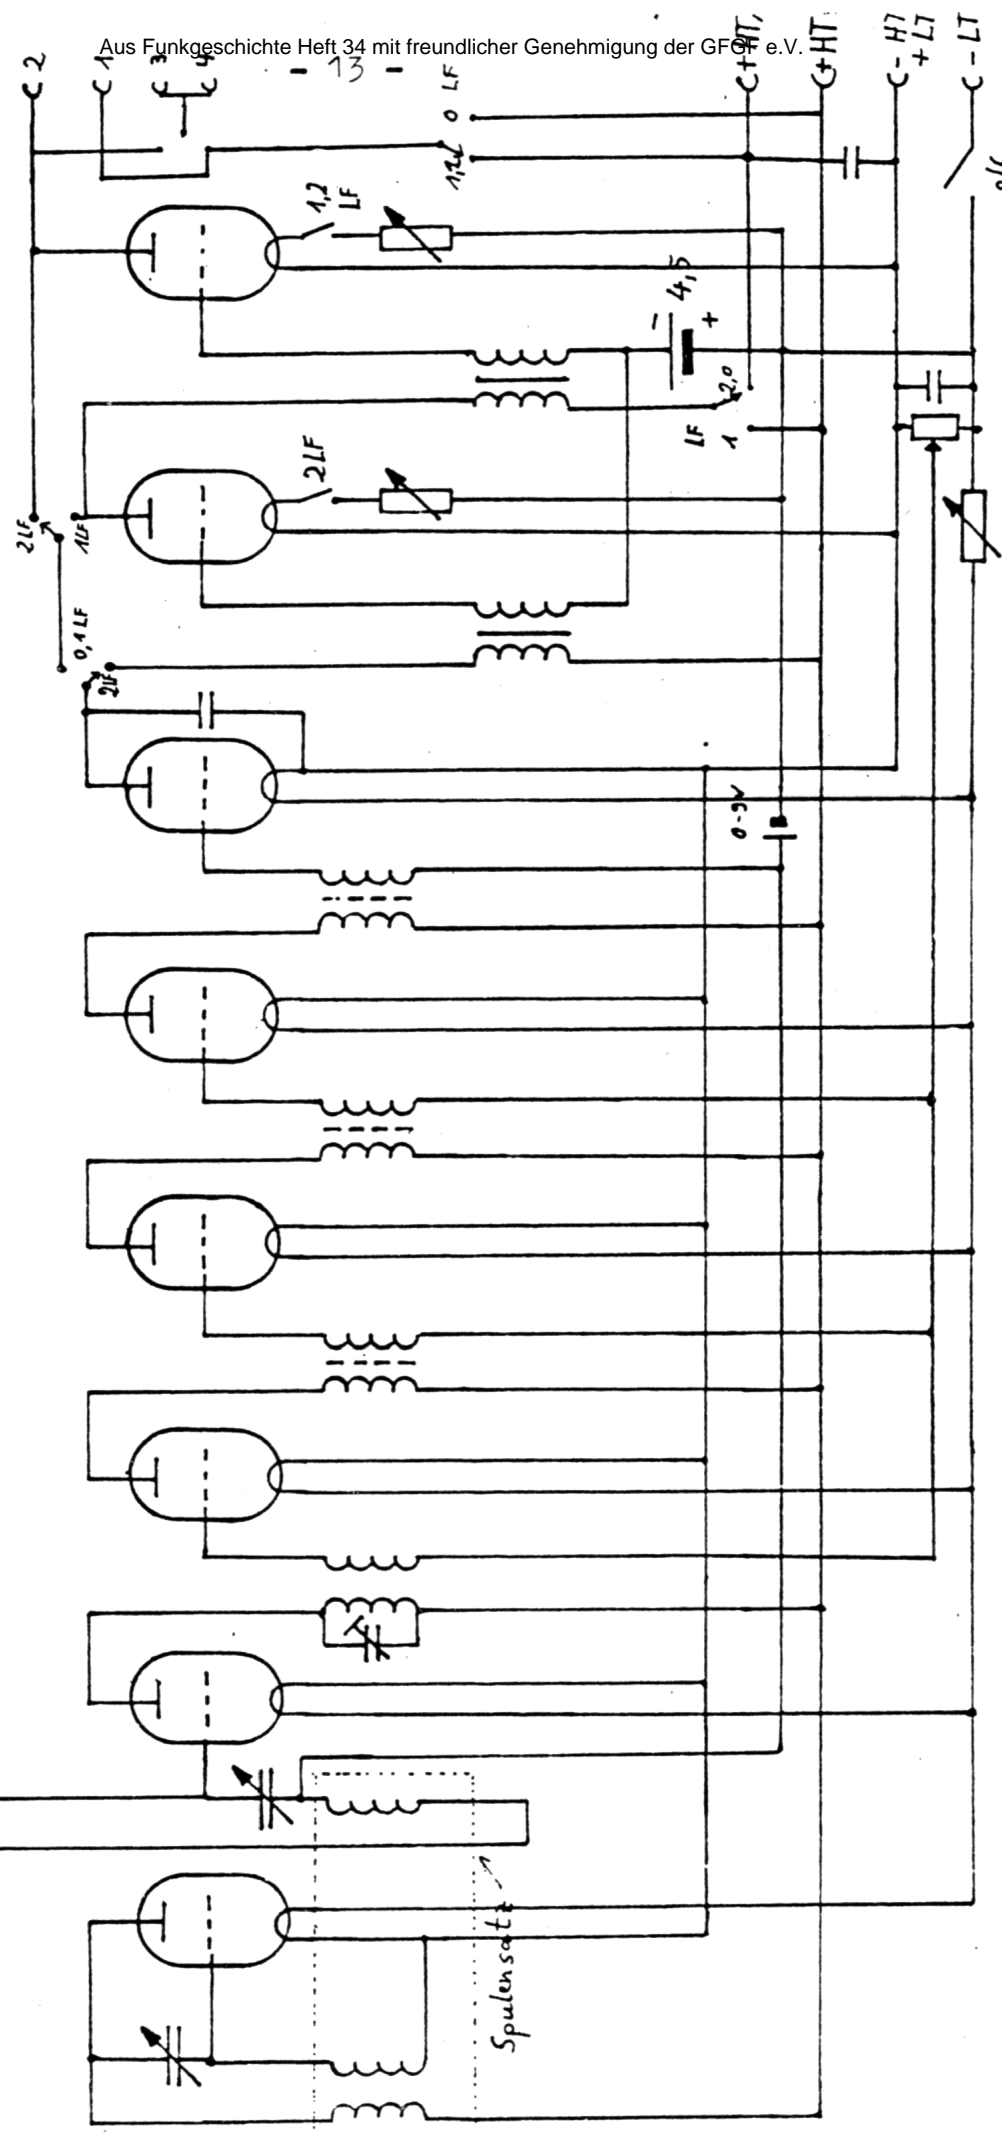 Aus Funkgeschichte Heft 34 mit freundlicher Genehmigung der GFGF e.V.
- 13 -
C 2
C 1
C 3
C 4
0 LF
1,2
C+HT,
C+HT
C-HT
+LT
C-LT
1,2
LF
- 4,5 +
2,0
LF 1
2LF
2LF
1LF
0,1LF
2LF
0-9V
Spulensatz